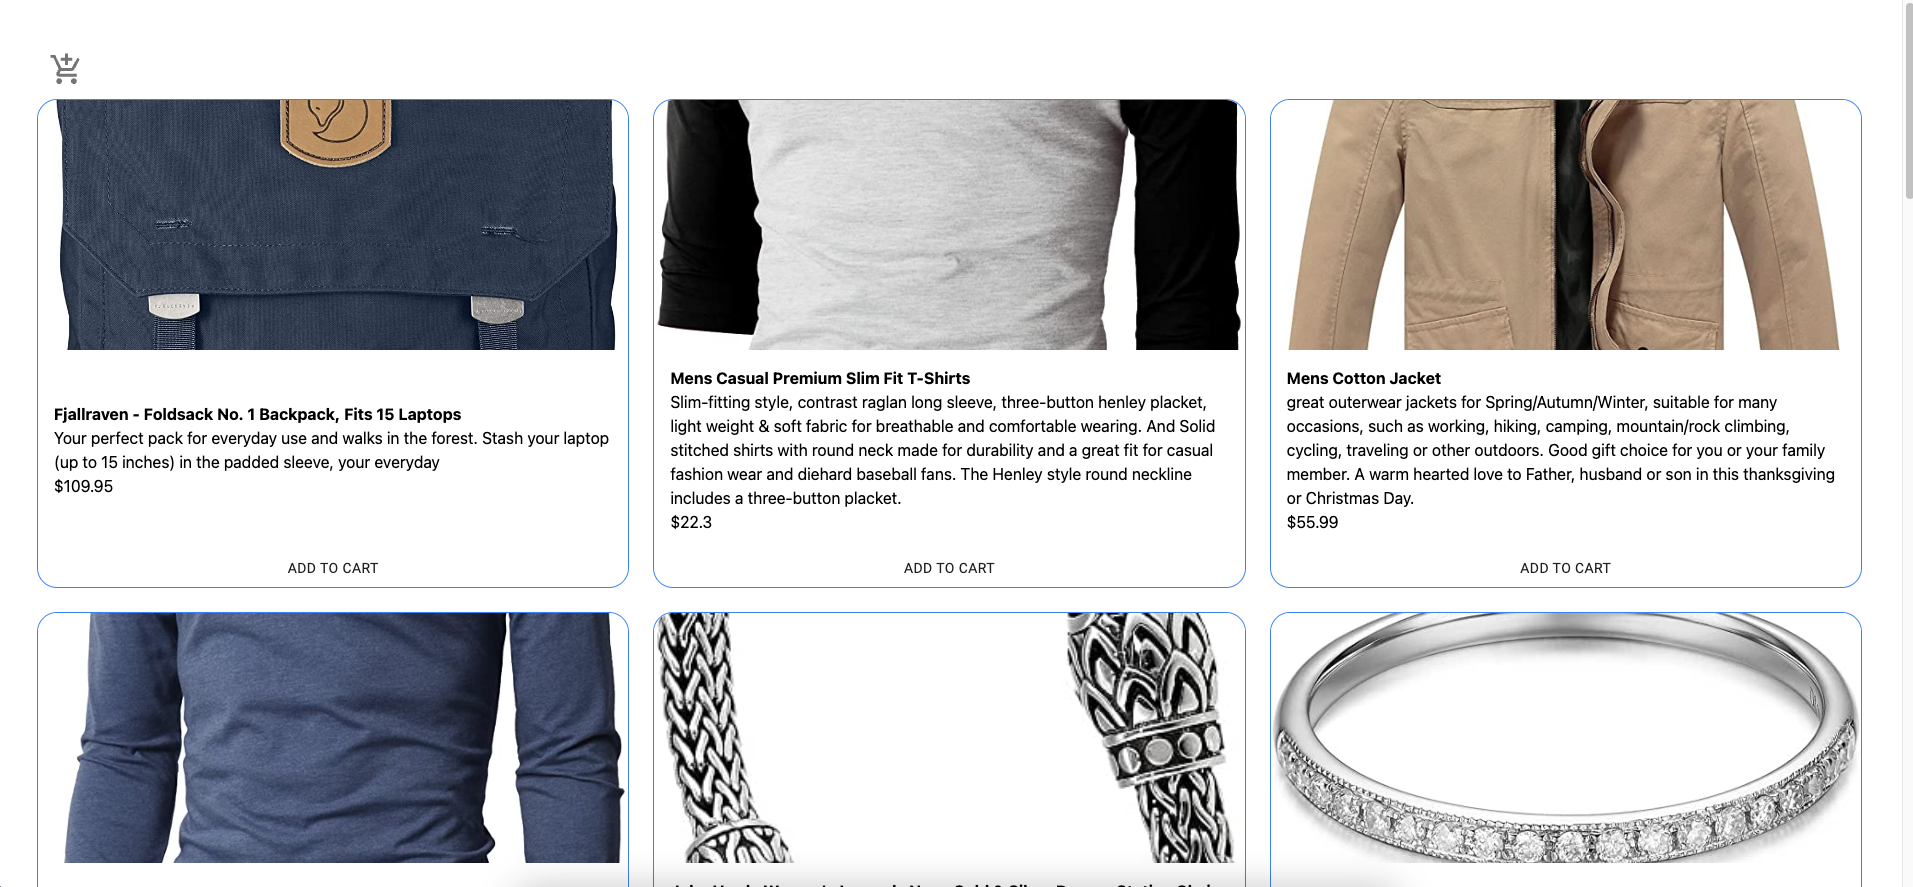 Fjallraven - Foldsack No. 1 Backpack, Fits 15 Laptops
Your perfect pack for everyday use and walks in the forest. Stash your laptop
(up to 15 inches) in the padded sleeve, your everyday
$109.95
ADD TO CART
Mens Casual Premium Slim Fit T-Shirts
Slim-fitting style, contrast raglan long sleeve, three-button henley placket,
light weight & soft fabric for breathable and comfortable wearing. And Solid
stitched shirts with round neck made for durability and a great fit for casual
fashion wear and diehard baseball fans. The Henley style round neckline
includes a three-button placket.
$22.3
ADD TO CART
Mens Cotton Jacket
great outerwear jackets for Spring/Autumn/Winter, suitable for many
occasions, such as working, hiking, camping, mountain/rock climbing,
cycling, traveling or other outdoors. Good gift choice for you or your family
member. A warm hearted love to Father, husband or son in this thanksgiving
or Christmas Day.
$55.99
ADD TO CART